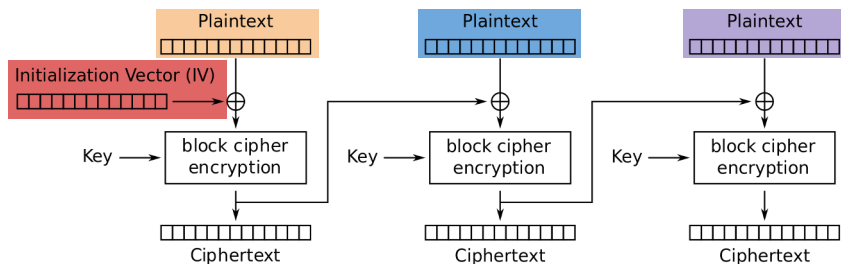 Plaintext
Plaintext
Plaintext
Initialization Vector (IV)
Key
block cipher
encryption
Key
block cipher
encryption
Key
block cipher
encryption
Ciphertext
Ciphertext
Ciphertext